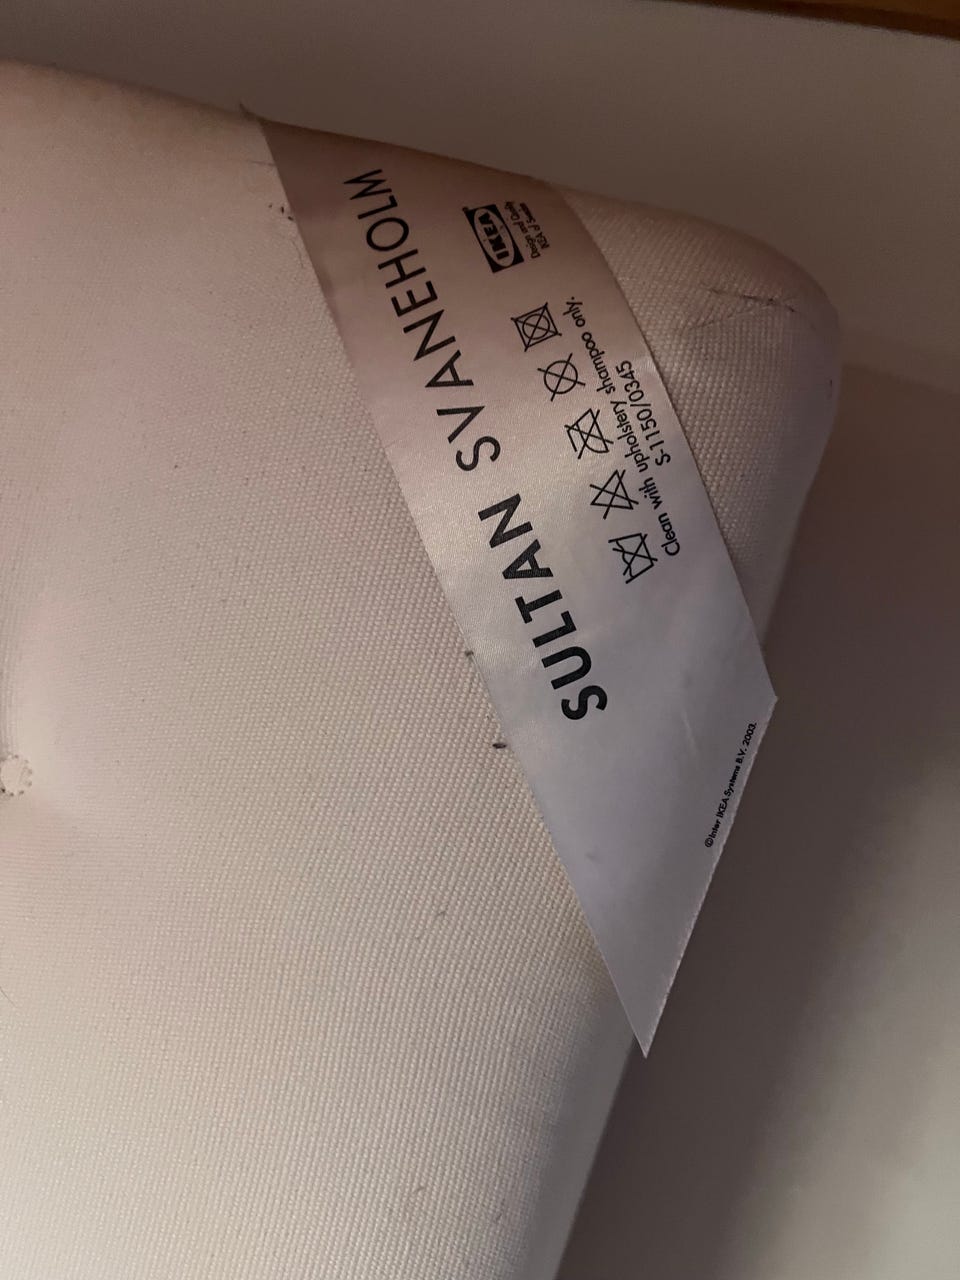 SULTAN SVANEHOLM
IKEA
Design and Quality
IKEA of Sweden
Clean with upholstery shampoo only.
S-1150/0345
©Inter IKEA Systems B.V. 2003